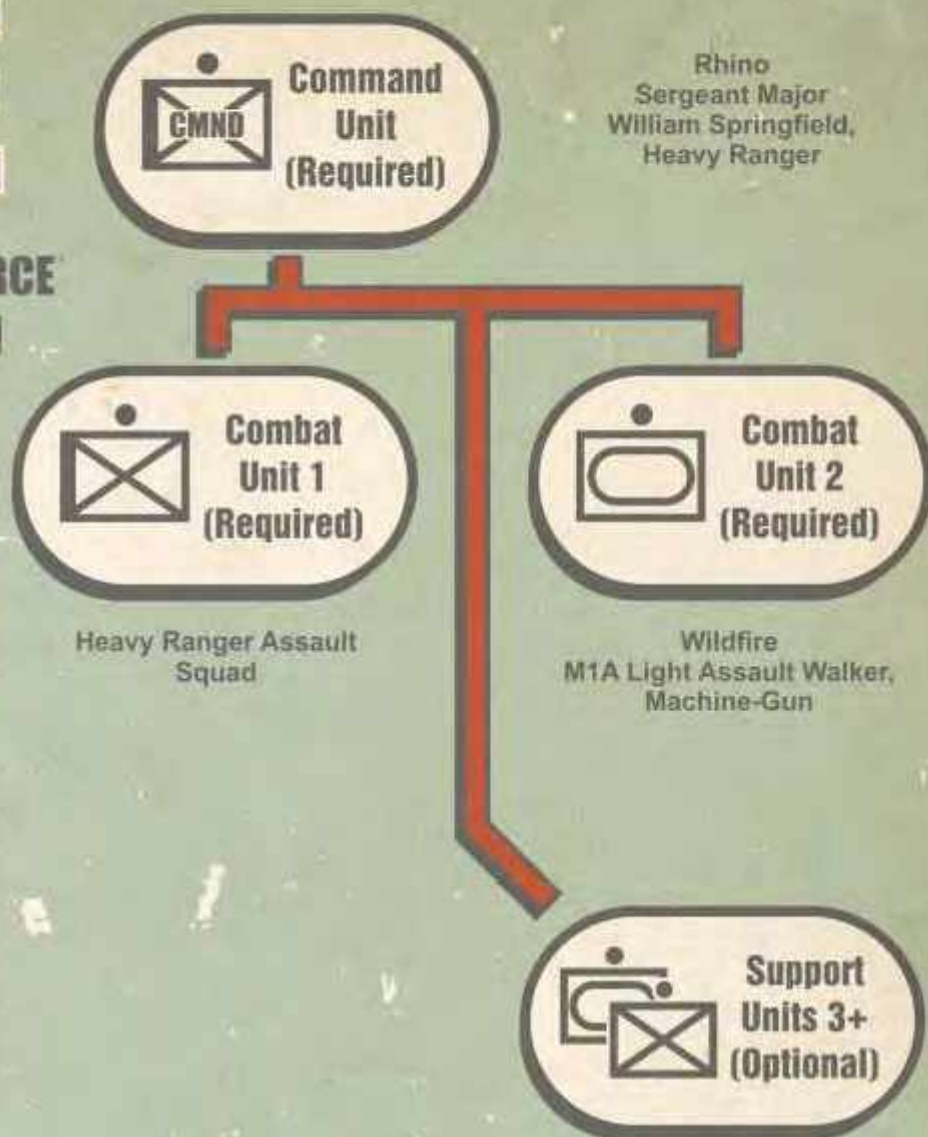 CMND
Command
Unit
(Required)
Rhino
Sergeant Major
William Springfield,
Heavy Ranger
Combat
Unit 1
(Required)
Combat
Unit 2
(Required)
Heavy Ranger Assault
Squad
Wildfire
M1A Light Assault Walker,
Machine-Gun
Support
Units 3+
(Optional)